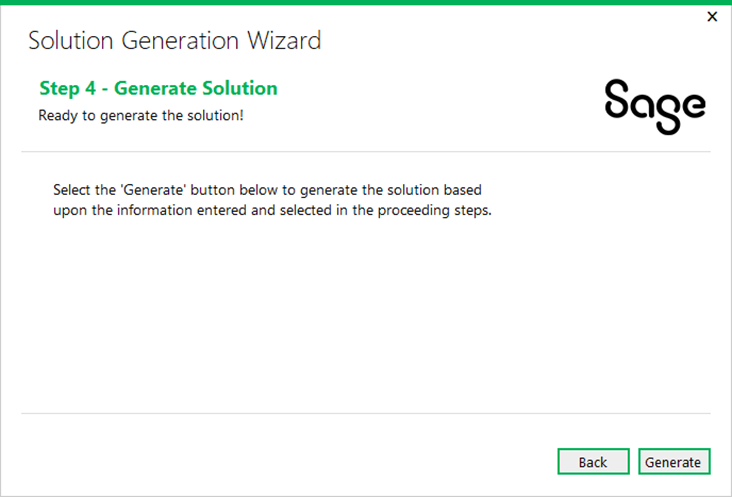 Solution Generation Wizard
Step 4 - Generate Solution
Ready to generate the solution!
Sage
Select the 'Generate' button below to generate the solution based
upon the information entered and selected in the proceeding steps.
Back
Generate